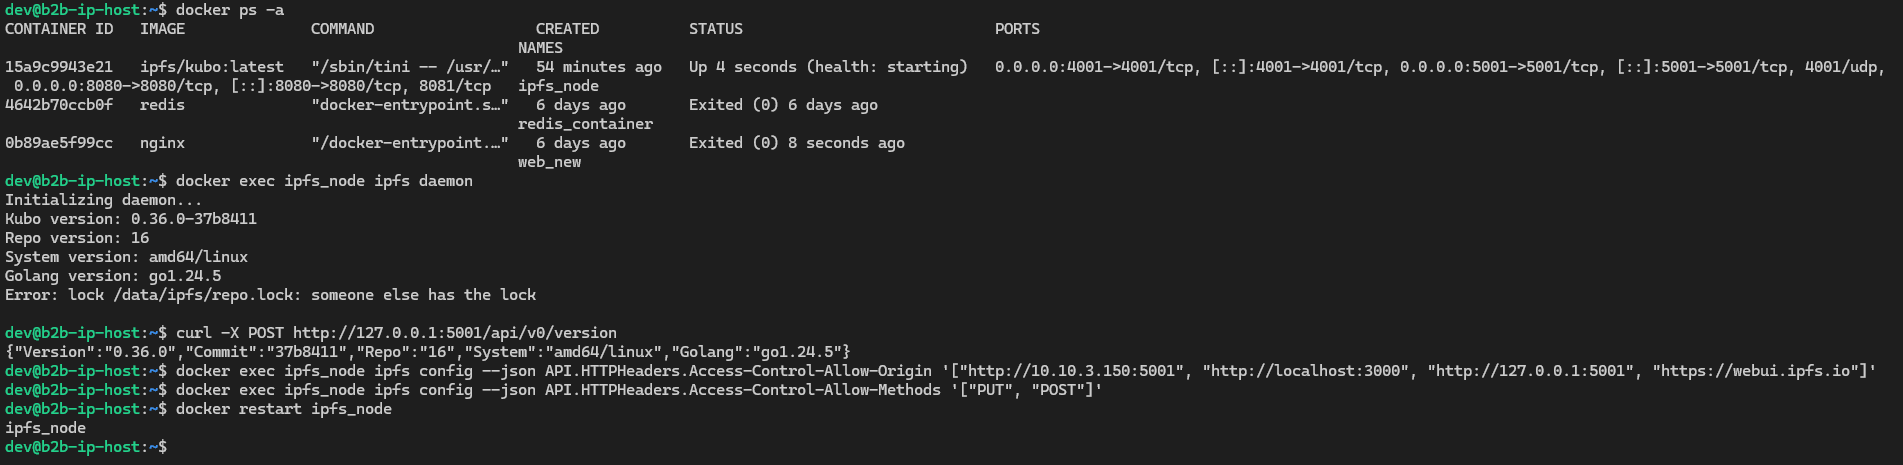 dev@b2b-ip-host:~$ docker ps -a
CONTAINER ID   IMAGE              COMMAND                  CREATED          STATUS                            PORTS
                                                         NAMES
15a9c9943e21   ipfs/kubo:latest   "/sbin/tini -- /usr/…"   54 minutes ago   Up 4 seconds (health: starting)   0.0.0.0:4001->4001/tcp, [::]:4001->4001/tcp, 0.0.0.0:5001->5001/tcp, [::]:5001->5001/tcp, 4001/udp,
 0.0.0.0:8080->8080/tcp, [::]:8080->8080/tcp, 8081/tcp   ipfs_node
4642b70ccb0f   redis              "docker-entrypoint.s…"   6 days ago       Exited (0) 6 days ago
                                                         redis_container
0b89ae5f99cc   nginx              "/docker-entrypoint.…"   6 days ago       Exited (0) 8 seconds ago
                                                         web_new
dev@b2b-ip-host:~$ docker exec ipfs_node ipfs daemon
Initializing daemon...
Kubo version: 0.36.0-37b8411
Repo version: 16
System version: amd64/linux
Golang version: go1.24.5
Error: lock /data/ipfs/repo.lock: someone else has the lock
dev@b2b-ip-host:~$ curl -X POST http://127.0.0.1:5001/api/v0/version
{"Version":"0.36.0","Commit":"37b8411","Repo":"16","System":"amd64/linux","Golang":"go1.24.5"}
dev@b2b-ip-host:~$ docker exec ipfs_node ipfs config --json API.HTTPHeaders.Access-Control-Allow-Origin '["http://10.10.3.150:5001", "http://localhost:3000", "http://127.0.0.1:5001", "https://webui.ipfs.io"]'
dev@b2b-ip-host:~$ docker exec ipfs_node ipfs config --json API.HTTPHeaders.Access-Control-Allow-Methods '["PUT", "POST"]'
dev@b2b-ip-host:~$ docker restart ipfs_node
ipfs_node
dev@b2b-ip-host:~$